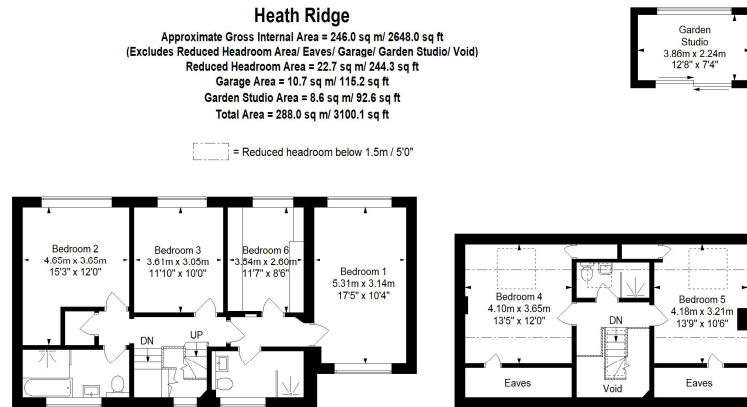 Heath Ridge
Approximate Gross Internal Area = 246.0 sq m/ 2648.0 sq ft
(Excludes Reduced Headroom Area/ Eaves/ Garage/ Garden Studio/ Void)
Reduced Headroom Area = 22.7 sq m/ 244.3 sq ft
Garage Area = 10.7 sq m/ 115.2 sq ft
Garden Studio Area = 8.6 sq m/ 92.6 sq ft
Total Area = 288.0 sq m/ 3100.1 sq ft
= Reduced headroom below 1.5m / 5'0"
Garden
Studio
3.86m x 2.24m
12'8" x 7'4"
Bedroom 2
4.65m x 3.65m
15'3" x 12'0"
Bedroom 3
3.61m x 3.05m
11'10" x 10'0"
Bedroom 6
3.54m x 2.60m
11'7" x 8'6"
Bedroom 1
5.31m x 3.14m
17'5" x 10'4"
DN
UP
Bedroom 4
4.10m x 3.65m
13'5" x 12'0"
Bedroom 5
4.18m x 3.21m
13'9" x 10'6"
DN
Eaves
Void
Eaves